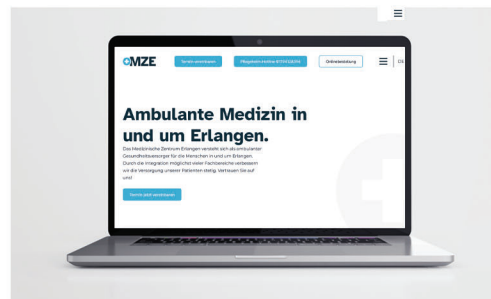 MZE
Termin vereinbaren
Onlineberatung
DE
Ambulante Medizin in
und um Erlangen.
Das Medizinische Zentrum Erlangen versteht sich als ambulanter
Gesundheitsversorger für die Menschen in und um Erlangen.
Durch die Integration möglichst vieler Fachbereiche verbessern
wir die Versorgung unserer Patienten stetig. Vertrauen Sie auf
uns!
Termin jetzt vereinbaren